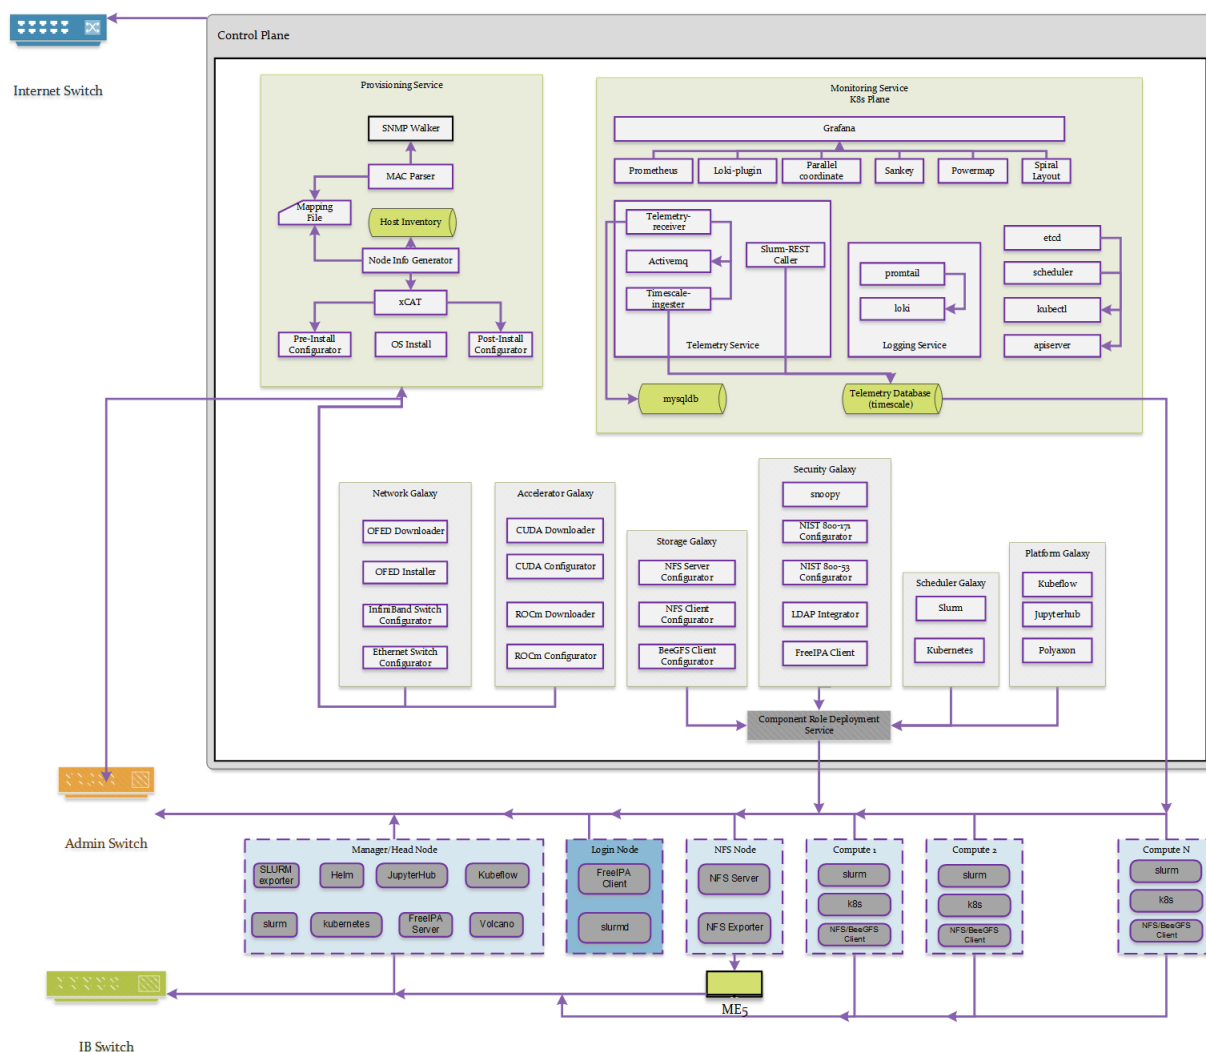 Internet Switch
Control Plane
Provisioning Service
SNMP Walker
MAC Parser
Mapping
File
Host Inventory
Node Info Generator
xCAT
Pre-Install
Configurator
OS Install
Post-Install
Configurator
Monitoring Service
K8s Plane
Grafana
Prometheus
Loki-plugin
Parallel
coordinate
Sankey
Powermap
Spiral
Layout
Telemetry-
receiver
Activemq
Timescale-
ingester
Slurm-REST
Caller
Telemetry Service
promtail
loki
Logging Service
etcd
scheduler
kubectl
apiserver
mysqldb
Telemetry Database
(timescale)
Network Galaxy
OFED Downloader
OFED Installer
InfiniBand Switch
Configurator
Ethernet Switch
Configurator
Accelerator Galaxy
CUDA Downloader
CUDA Configurator
ROCm Downloader
ROCm Configurator
Storage Galaxy
NFS Server
Configurator
NFS Client
Configurator
BeeGFS Client
Configurator
Security Galaxy
snoopy
NIST 800-171
Configurator
NIST 800-53
Configurator
LDAP Integrator
FreeIPA Client
Scheduler Galaxy
Slurm
Kubernetes
Platform Galaxy
Kubeflow
Jupyterhub
Polyaxon
Component Role Deployment
Service
Admin Switch
Manager/Head Node
SLURM
exporter
Helm
JupyterHub
Kubeflow
slurm
kubernetes
FreeIPA
Server
Volcano
Login Node
FreeIPA
Client
slurmd
NFS Node
NFS Server
NFS Exporter
Compute 1
slurm
k8s
NFS/BeeGFS
Client
Compute 2
slurm
k8s
NFS/BeeGFS
Client
Compute N
slurm
k8s
NFS/BeeGFS
Client
ME5
IB Switch